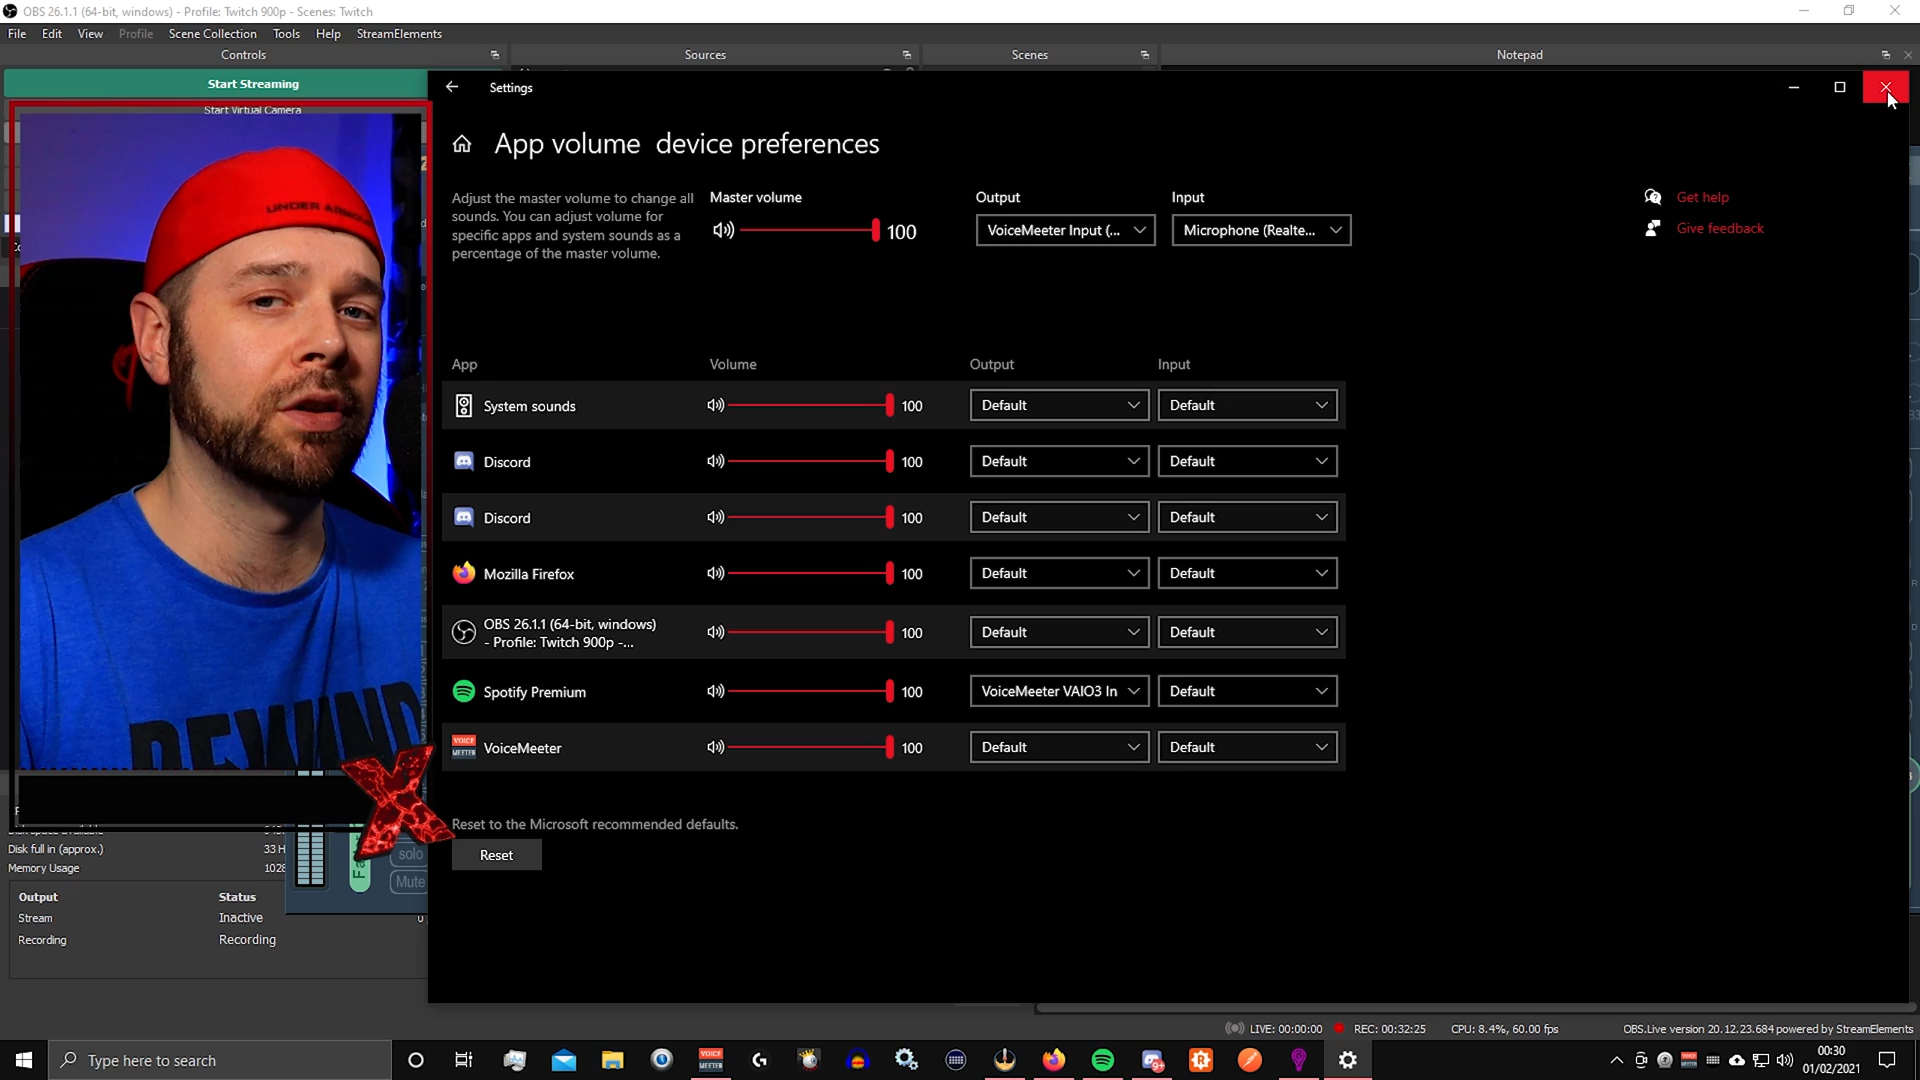 OBS 26.1.1 (64-bit, windows) - Profile: Twitch 900p - Scenes: Twitch
File Edit View Profile Scene Collection Tools Help StreamElements
Controls Sources Scenes Notepad
Start Streaming
Start Virtual Camera
Settings
App volume device preferences
Adjust the master volume to change all
sounds. You can adjust volume for
specific apps and system sounds as a
percentage of the master volume.
Master volume
100
Output
VoiceMeeter Input (...
Input
Microphone (Realte...
Get help
Give feedback
UNDER ARMOUR
App Volume Output Input
System sounds 100 Default Default
Discord 100 Default Default
Discord 100 Default Default
Mozilla Firefox 100 Default Default
OBS 26.1.1 (64-bit, windows)
- Profile: Twitch 900p -...
100 Default Default
Spotify Premium 100 VoiceMeeter VAIO3 In Default
VOICE MEETER
VoiceMeeter 100 Default Default
REWIND
X
Reset to the Microsoft recommended defaults.
Reset
Disk full in (approx.) 33 H
Memory Usage 1028
solo
Mute
Output Status
Stream Inactive 0
Recording Recording
LIVE: 00:00:00 REC: 00:32:25 CPU: 8.4%, 60.00 fps OBS.Live version 20.12.23.684 powered by StreamElements
Type here to search
VOICE MEETER
9+
00:30
01/02/2021